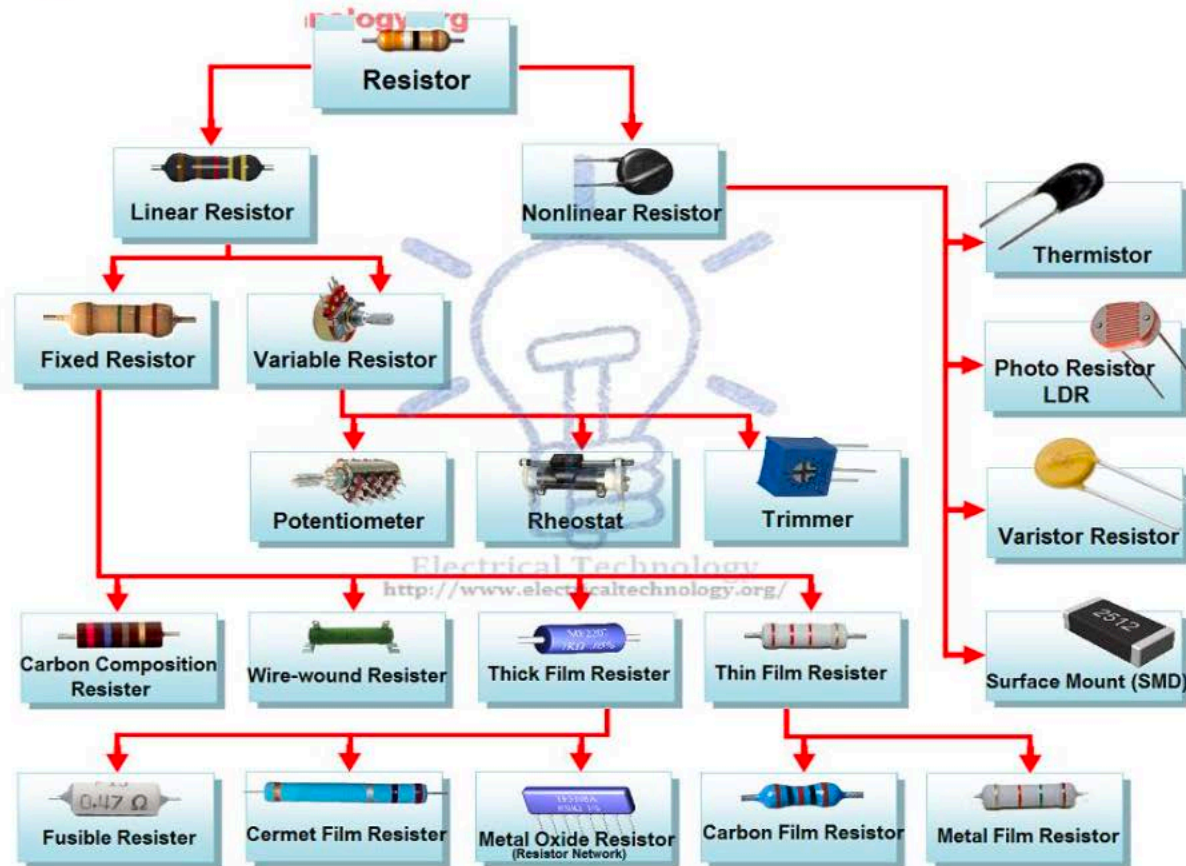 nology.org
Resistor
Linear Resistor
Nonlinear Resistor
Thermistor
Fixed Resistor
Variable Resistor
Photo Resistor
LDR
Potentiometer
Rheostat
Trimmer
Varistor Resistor
Electrical Technology
http://www.electricaltechnology.org/
Carbon Composition
Resister
Wire-wound Resister
Thick Film Resister
Thin Film Resister
2512
Surface Mount (SMD)
0.47 Ω
Fusible Resister
Cermet Film Resister
Metal Oxide Resistor
(Resistor Network)
Carbon Film Resistor
Metal Film Resistor